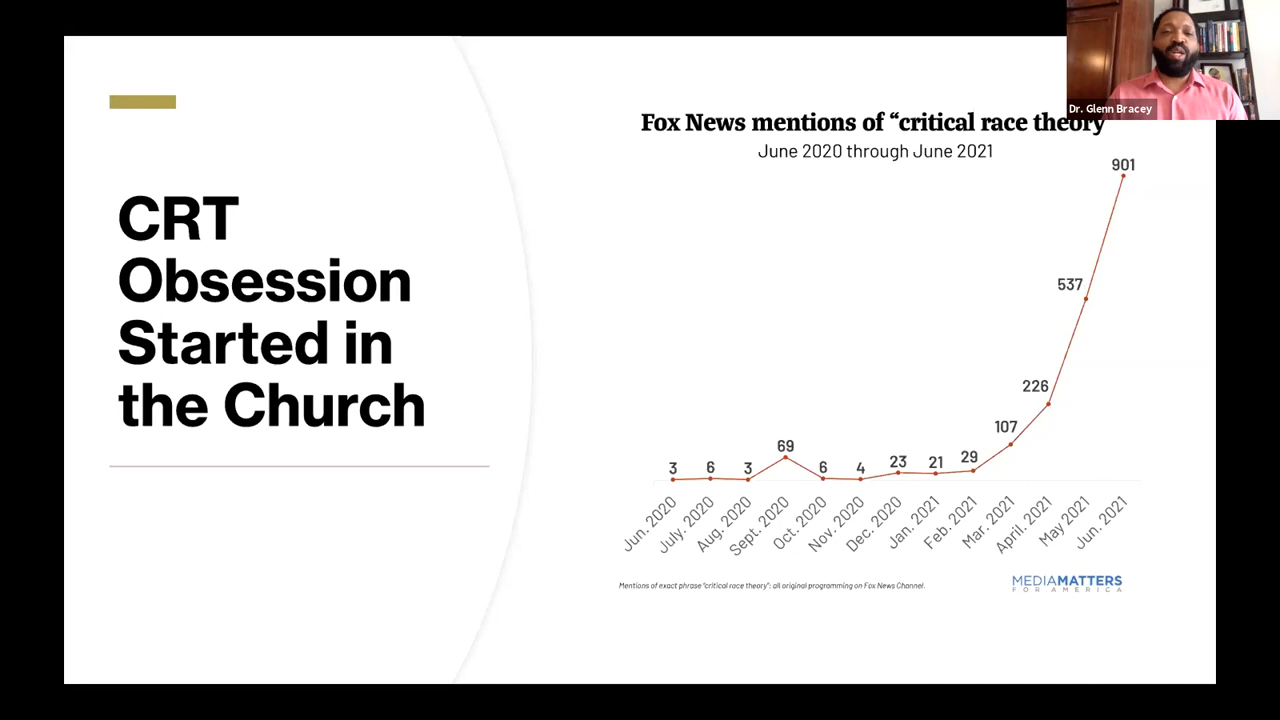 Dr. Glenn Bracey
CRT
Obsession
Started in
the Church
Fox News mentions of “critical race theory
June 2020 through June 2021
901
537
226
107
69
3
6
3
6
4
23
21
29
Jun. 2020
July. 2020
Aug. 2020
Sept. 2020
Oct. 2020
Nov. 2020
Dec. 2020
Jan. 2021
Feb. 2021
Mar. 2021
April. 2021
May 2021
Jun. 2021
Mentions of exact phrase "critical race theory"; all original programming on Fox News Channel.
MEDIAMATTERS
FOR AMERICA